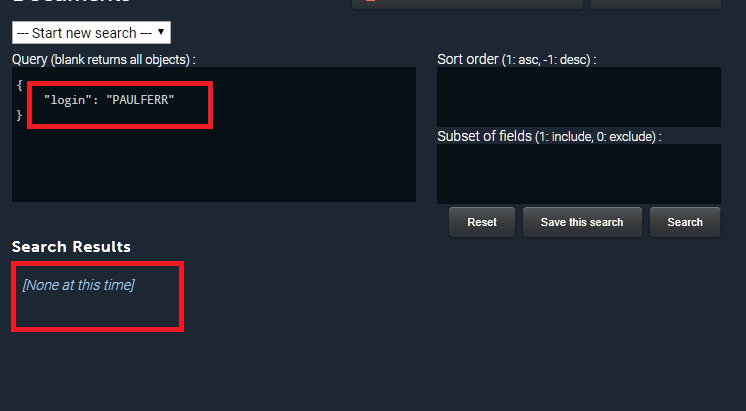 --- Start new search ---
Query (blank returns all objects) :
{
"login": "PAULFERR"
}
Sort order (1: asc, -1: desc) :
Subset of fields (1: include, 0: exclude) :
Reset Save this search Search
Search Results
[None at this time]